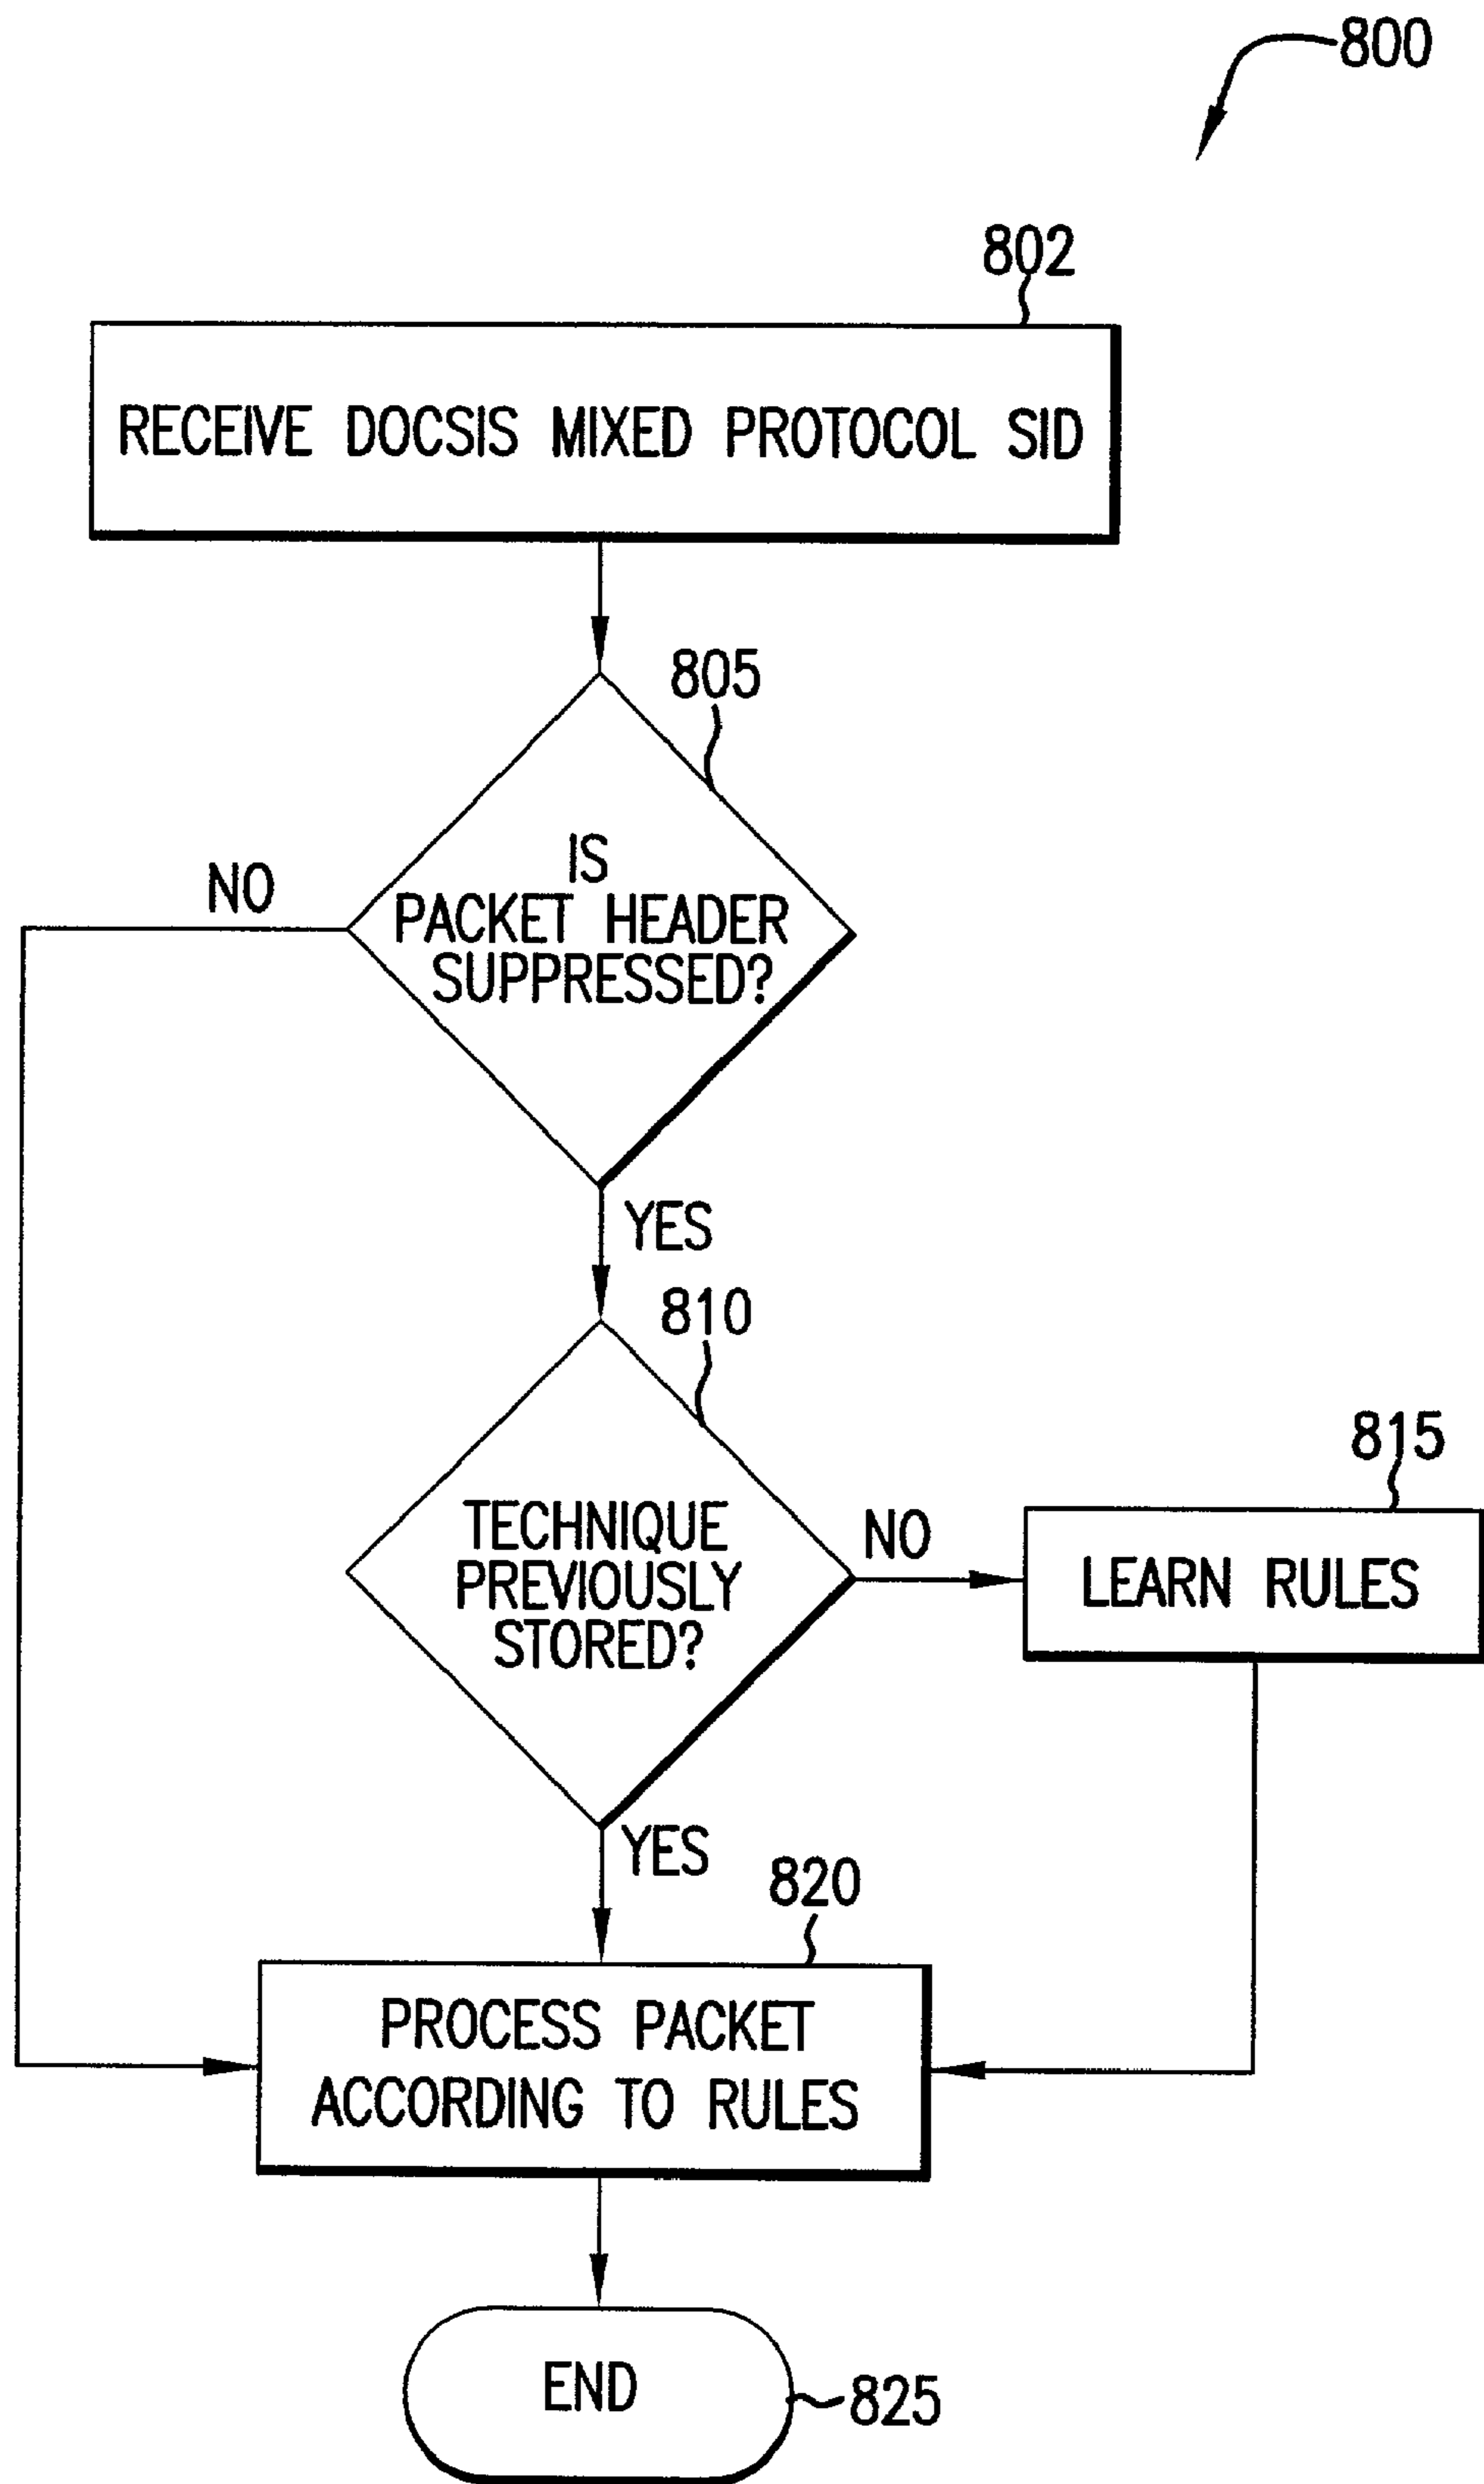 800
802
RECEIVE DOCSIS MIXED PROTOCOL SID
805
IS
PACKET HEADER
SUPPRESSED?
NO
YES
810
TECHNIQUE
PREVIOUSLY
STORED?
NO
815
LEARN RULES
YES
820
PROCESS PACKET
ACCORDING TO RULES
END
825